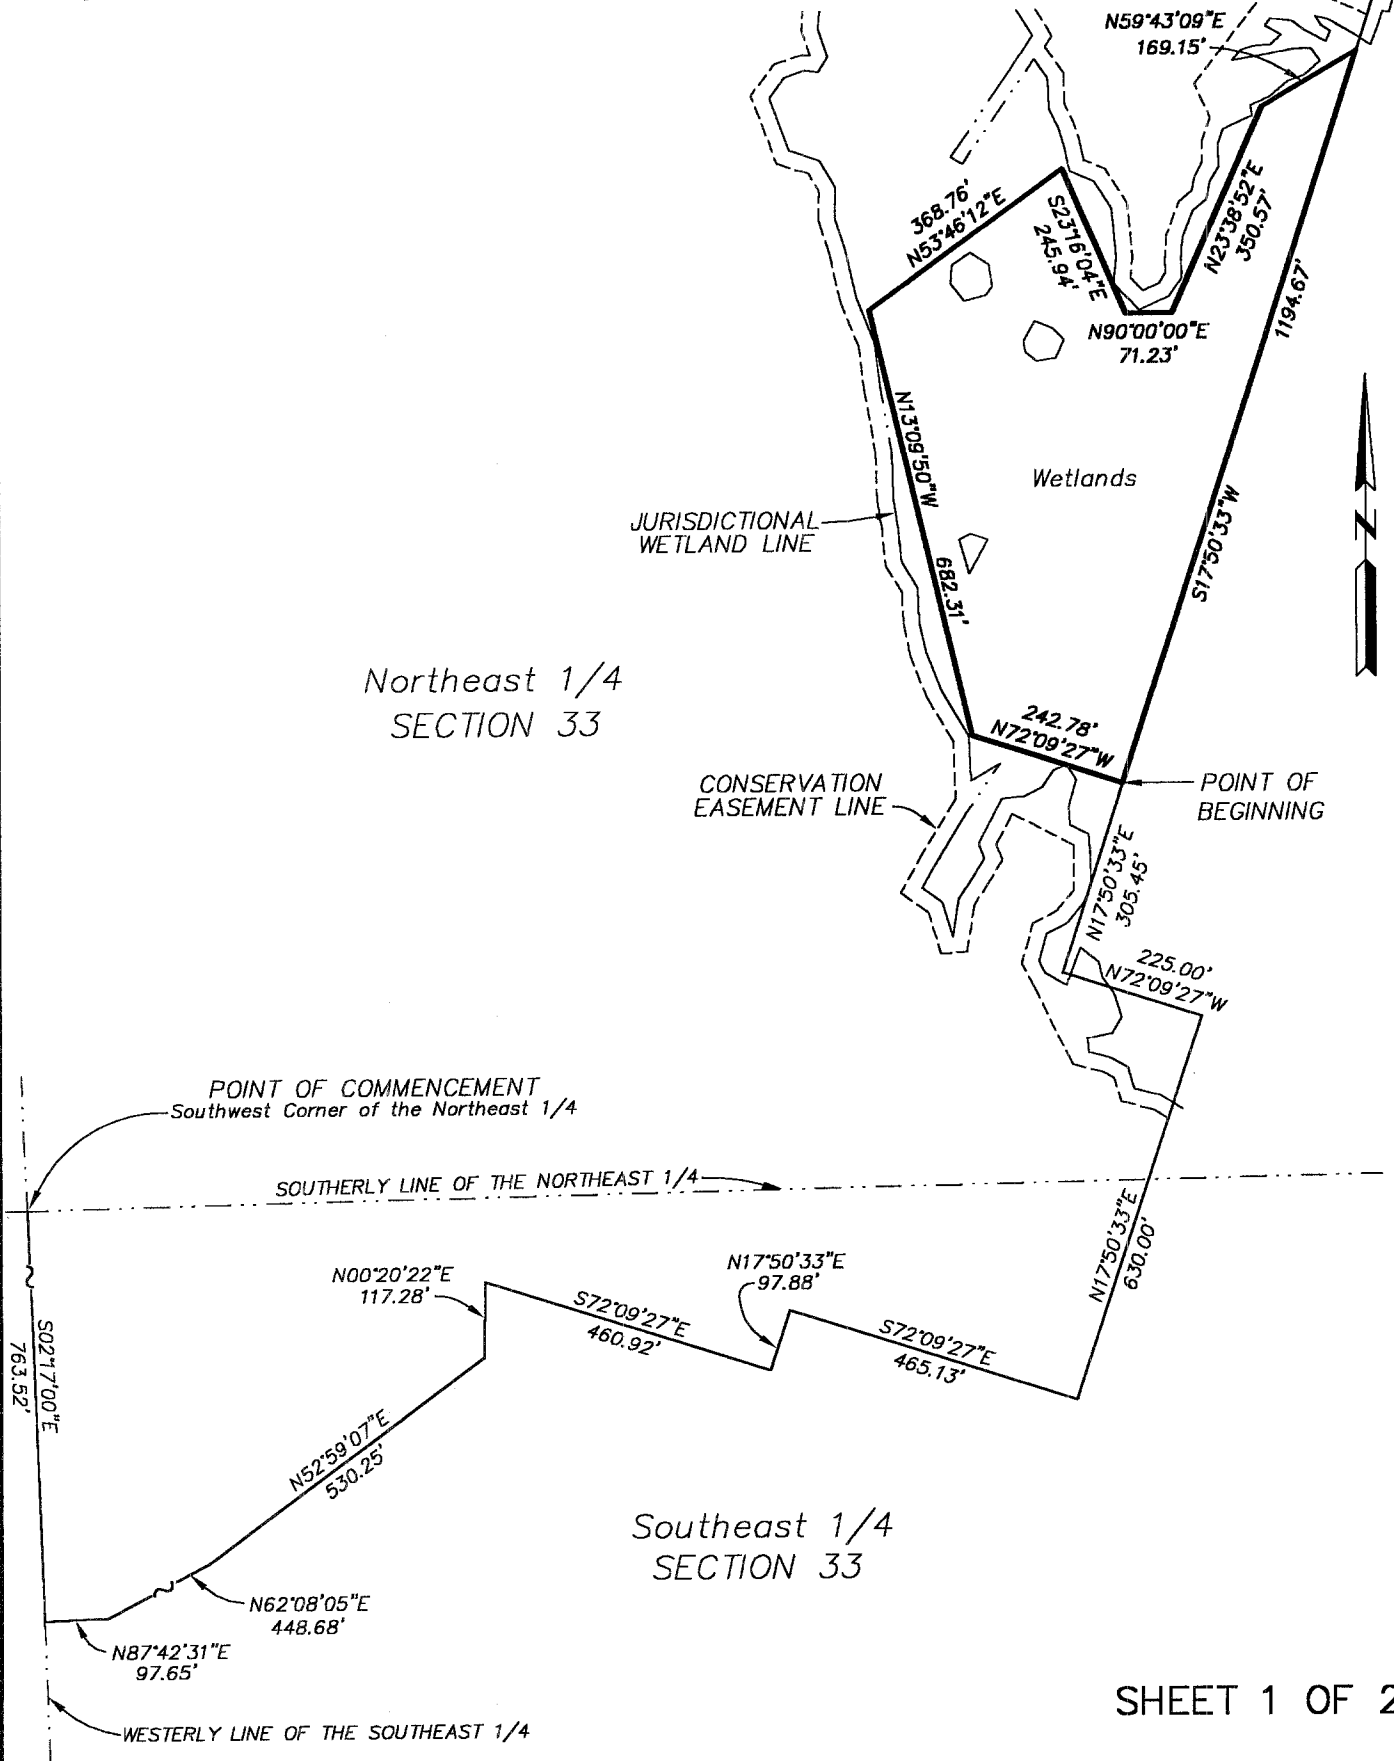 N59°43'09"E
169.15'
368.76'
N53°46'12"E
S23°16'04"E
245.94'
N23°38'52"E
350.57'
N90°00'00"E
71.23'
1194.67'
S17°50'33"W
N13°09'50"W
682.31'
Wetlands
JURISDICTIONAL
WETLAND LINE
N
Northeast 1/4
SECTION 33
242.78'
N72°09'27"W
CONSERVATION
EASEMENT LINE
POINT OF
BEGINNING
N17°50'33"E
305.45'
225.00'
N72°09'27"W
POINT OF COMMENCEMENT
Southwest Corner of the Northeast 1/4
SOUTHERLY LINE OF THE NORTHEAST 1/4
N17°50'33"E
630.00'
N00°20'22"E
117.28'
S72°09'27"E
460.92'
N17°50'33"E
97.88'
S72°09'27"E
465.13'
S02°17'00"E
763.52'
N52°59'07"E
530.25'
Southeast 1/4
SECTION 33
N62°08'05"E
448.68'
N87°42'31"E
97.65'
WESTERLY LINE OF THE SOUTHEAST 1/4
SHEET 1 OF 2